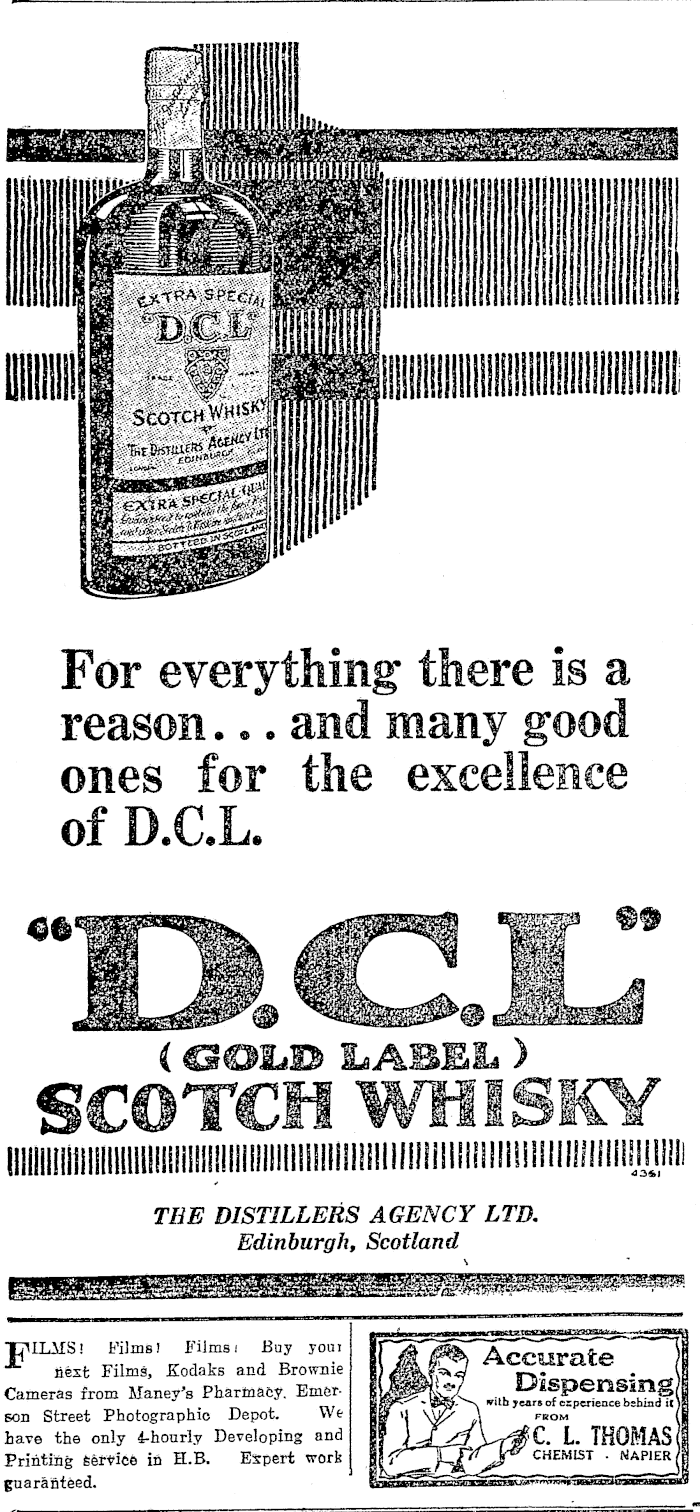 EXTRA SPECIAL
"D.C.L"
TRADE MARK
SCOTCH WHISKY
THE DISTILLERS AGENCY LTD
EDINBURGH
EXTRA SPECIAL QUAL
BOTTLED IN SCOTLAND
For everything there is a
reason... and many good
ones for the excellence
of D.C.L.
"D.C.L"
(GOLD LABEL)
SCOTCH WHISKY
4361
THE DISTILLERS AGENCY LTD.
Edinburgh, Scotland
FILMS! Films! Films! Buy your
next Films, Kodaks and Brownie
Cameras from Maney's Pharmacy. Emer-
son Street Photographic Depot. We
have the only 4-hourly Developing and
Printing service in H.B. Expert work
guaranteed.
Accurate
Dispensing
with years of experience behind it
FROM
C. L. THOMAS
CHEMIST . NAPIER